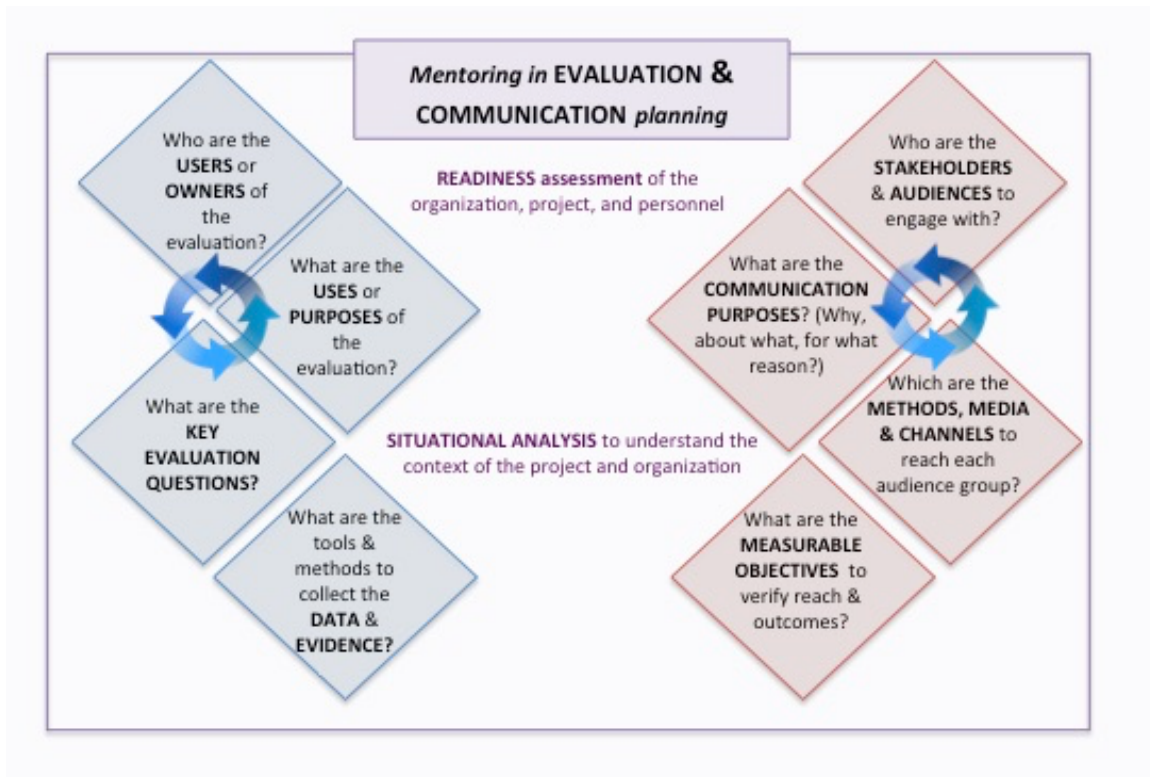 Mentoring in EVALUATION &
COMMUNICATION planning
Who are the
USERS or
OWNERS of
the
evaluation?
What are the
USES or
PURPOSES of
the
evaluation?
What are the
KEY
EVALUATION
QUESTIONS?
What are the
tools &
methods to
collect the
DATA &
EVIDENCE?
READINESS assessment of the
organization, project, and personnel
SITUATIONAL ANALYSIS to understand the
context of the project and organization
Who are the
STAKEHOLDERS
& AUDIENCES to
engage with?
What are the
COMMUNICATION
PURPOSES? (Why,
about what, for what
reason?)
Which are the
METHODS, MEDIA
& CHANNELS to
reach each
audience group?
What are the
MEASURABLE
OBJECTIVES to
verify reach &
outcomes?